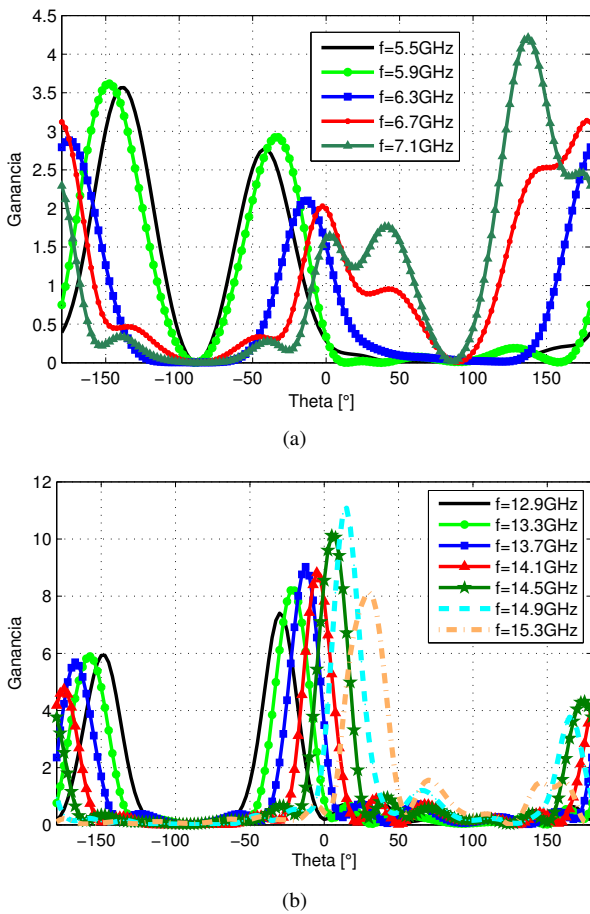 4.5
4
3.5
3
2.5
2
1.5
1
0.5
0
Ganancia
f=5.5GHz
f=5.9GHz
f=6.3GHz
f=6.7GHz
f=7.1GHz
−150 −100 −50 0 50 100 150
Theta [°]
(a)
12
10
8
6
4
2
0
Ganancia
f=12.9GHz
f=13.3GHz
f=13.7GHz
f=14.1GHz
f=14.5GHz
f=14.9GHz
f=15.3GHz
−150 −100 −50 0 50 100 150
Theta [°]
(b)